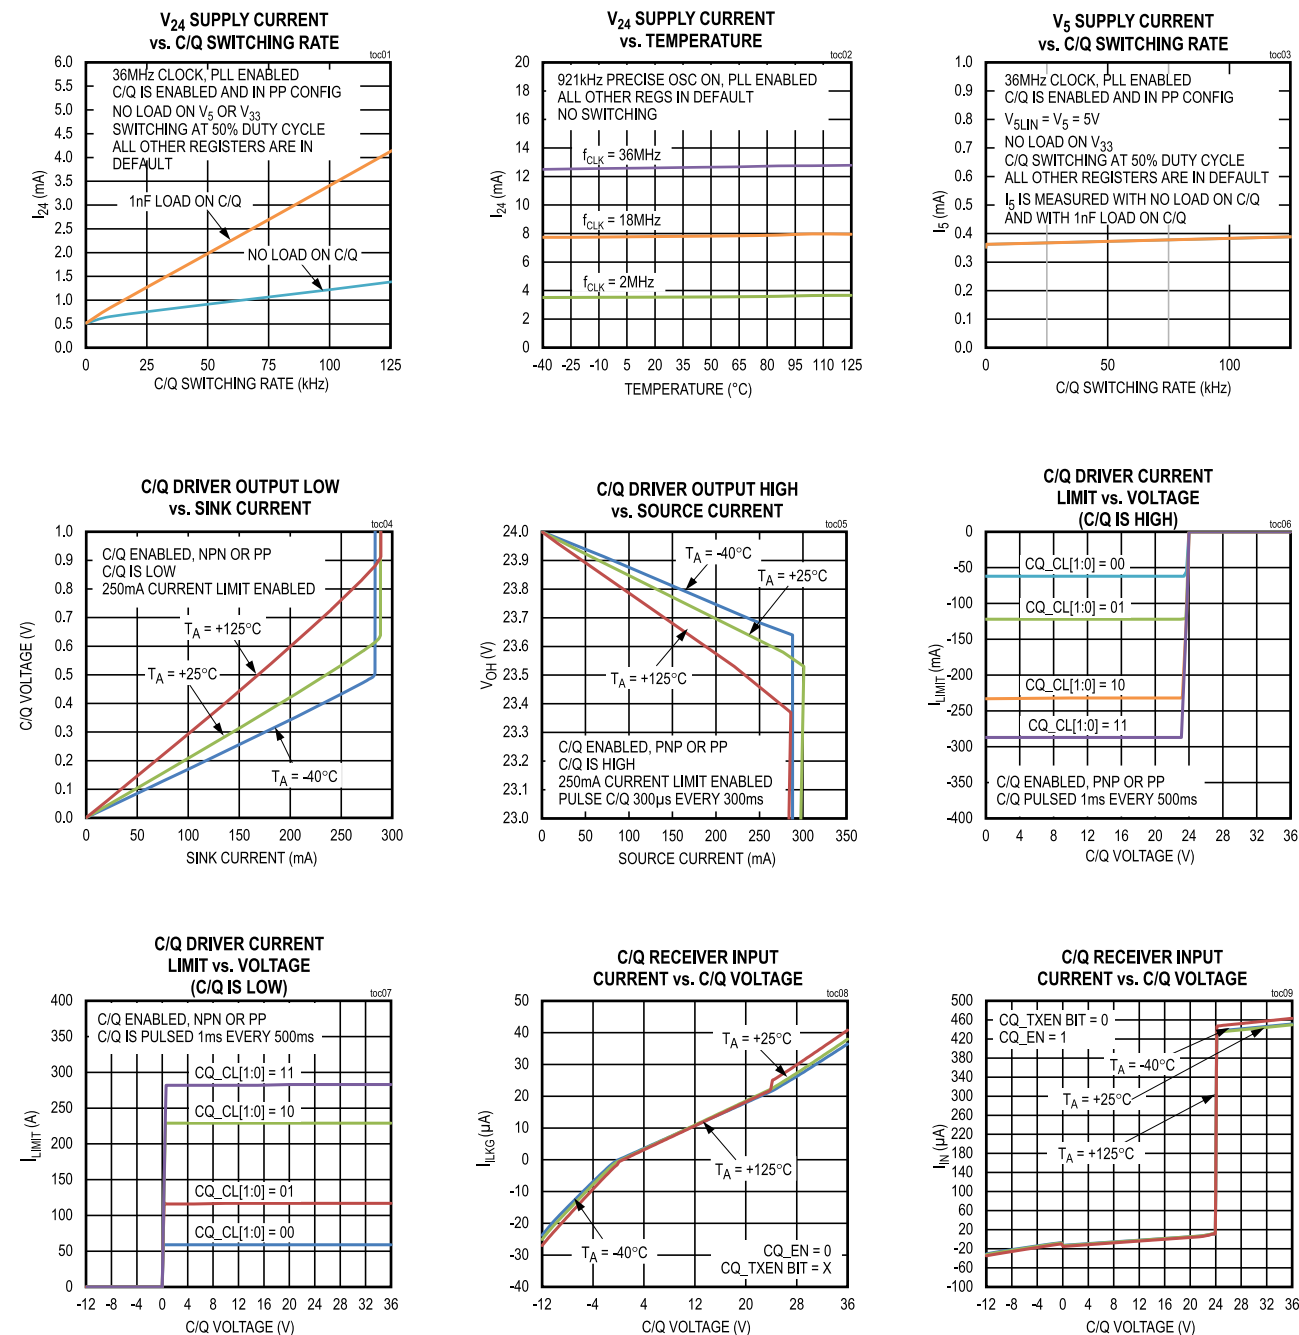 V24 SUPPLY CURRENT
vs. C/Q SWITCHING RATE
toc01
6.0
5.5
5.0
4.5
4.0
3.5
3.0
2.5
2.0
1.5
1.0
0.5
0.0
I24 (mA)
36MHz CLOCK, PLL ENABLED
C/Q IS ENABLED AND IN PP CONFIG
NO LOAD ON V5 OR V33
SWITCHING AT 50% DUTY CYCLE
ALL OTHER REGISTERS ARE IN
DEFAULT
1nF LOAD ON C/Q
NO LOAD ON C/Q
0 25 50 75 100 125
C/Q SWITCHING RATE (kHz)
V24 SUPPLY CURRENT
vs. TEMPERATURE
toc02
20
18
16
14
12
10
8
6
4
2
0
I24 (mA)
921kHz PRECISE OSC ON, PLL ENABLED
ALL OTHER REGS IN DEFAULT
NO SWITCHING
fCLK = 36MHz
fCLK = 18MHz
fCLK = 2MHz
-40 -25 -10 5 20 35 50 65 80 95 110 125
TEMPERATURE (°C)
V5 SUPPLY CURRENT
vs. C/Q SWITCHING RATE
toc03
1.0
0.9
0.8
0.7
0.6
0.5
0.4
0.3
0.2
0.1
0.0
I5 (mA)
36MHz CLOCK, PLL ENABLED
C/Q IS ENABLED AND IN PP CONFIG
V5LIN = V5 = 5V
NO LOAD ON V33
C/Q SWITCHING AT 50% DUTY CYCLE
ALL OTHER REGISTERS ARE IN DEFAULT
I5 IS MEASURED WITH NO LOAD ON C/Q
AND WITH 1nF LOAD ON C/Q
0 50 100
C/Q SWITCHING RATE (kHz)
C/Q DRIVER OUTPUT LOW
vs. SINK CURRENT
toc04
1.0
0.9
0.8
0.7
0.6
0.5
0.4
0.3
0.2
0.1
0.0
C/Q VOLTAGE (V)
C/Q ENABLED, NPN OR PP
C/Q IS LOW
250mA CURRENT LIMIT ENABLED
TA = +125°C
TA = +25°C
TA = -40°C
0 50 100 150 200 250 300
SINK CURRENT (mA)
C/Q DRIVER OUTPUT HIGH
vs. SOURCE CURRENT
toc05
24.0
23.9
23.8
23.7
23.6
23.5
23.4
23.3
23.2
23.1
23.0
VOH (V)
TA = -40°C
TA = +25°C
TA = +125°C
C/Q ENABLED, PNP OR PP
C/Q IS HIGH
250mA CURRENT LIMIT ENABLED
PULSE C/Q 300µs EVERY 300ms
0 50 100 150 200 250 300 350
SOURCE CURRENT (mA)
C/Q DRIVER CURRENT
LIMIT vs. VOLTAGE
(C/Q IS HIGH)
toc06
0
-50
-100
-150
-200
-250
-300
-350
-400
ILIMIT (mA)
CQ_CL[1:0] = 00
CQ_CL[1:0] = 01
CQ_CL[1:0] = 10
CQ_CL[1:0] = 11
C/Q ENABLED, PNP OR PP
C/Q PULSED 1ms EVERY 500ms
0 4 8 12 16 20 24 28 32 36
C/Q VOLTAGE (V)
C/Q DRIVER CURRENT
LIMIT vs. VOLTAGE
(C/Q IS LOW)
toc07
400
350
300
250
200
150
100
50
0
ILIMIT (A)
C/Q ENABLED, NPN OR PP
C/Q IS PULSED 1ms EVERY 500ms
CQ_CL[1:0] = 11
CQ_CL[1:0] = 10
CQ_CL[1:0] = 01
CQ_CL[1:0] = 00
-12 -8 -4 0 4 8 12 16 20 24 28 32 36
C/Q VOLTAGE (V)
C/Q RECEIVER INPUT
CURRENT vs. C/Q VOLTAGE
toc08
50
40
30
20
10
0
-10
-20
-30
-40
IILKG (µA)
TA = +25°C
TA = +125°C
TA = -40°C
CQ_EN = 0
CQ_TXEN BIT = X
-12 -4 4 12 20 28 36
C/Q VOLTAGE (V)
C/Q RECEIVER INPUT
CURRENT vs. C/Q VOLTAGE
toc09
500
460
420
380
340
300
260
220
180
140
100
60
20
-20
-60
-100
IIN (µA)
CQ_TXEN BIT = 0
CQ_EN = 1
TA = -40°C
TA = +25°C
TA = +125°C
-12 -8 -4 0 4 8 12 16 20 24 28 32 36
C/Q VOLTAGE (V)